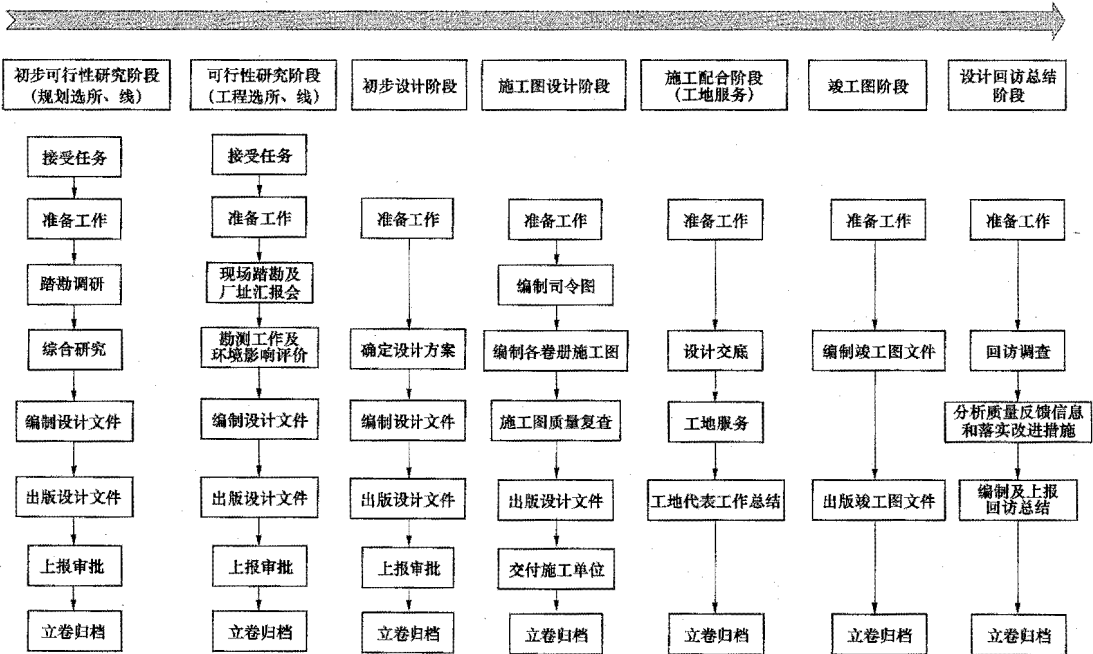 初步可行性研究阶段
(规划选所、线)
可行性研究阶段
(工程选所、线)
初步设计阶段
施工图设计阶段
施工配合阶段
(工地服务)
竣工图阶段
设计回访总结
阶段
接受任务
准备工作
踏勘调研
综合研究
编制设计文件
出版设计文件
上报审批
立卷归档
接受任务
准备工作
现场踏勘及
厂址汇报会
勘测工作及
环境影响评价
编制设计文件
出版设计文件
上报审批
立卷归档
准备工作
确定设计方案
编制设计文件
出版设计文件
上报审批
立卷归档
准备工作
编制司令图
编制各卷册施工图
施工图质量复查
出版设计文件
交付施工单位
立卷归档
准备工作
设计交底
工地服务
工地代表工作总结
立卷归档
准备工作
编制竣工图文件
出版竣工图文件
立卷归档
准备工作
回访调查
分析质量反馈信息
和落实改进措施
编制及上报
回访总结
立卷归档